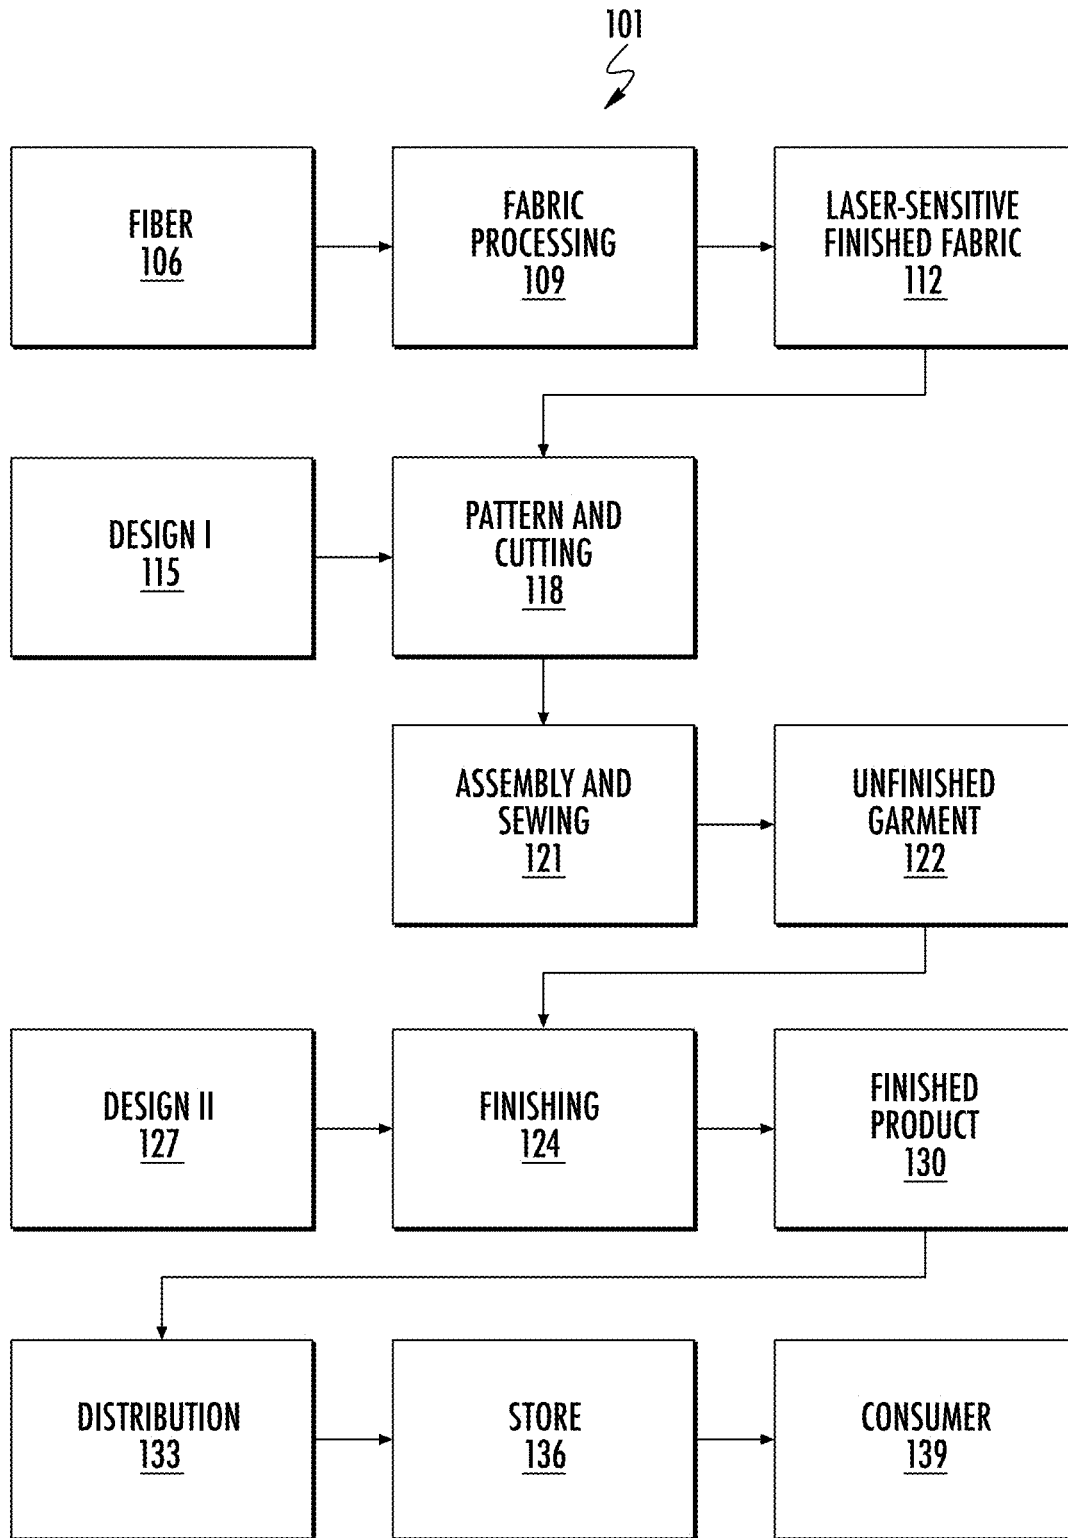 101
FIBER
106
FABRIC
PROCESSING
109
LASER-SENSITIVE
FINISHED FABRIC
112
DESIGN I
115
PATTERN AND
CUTTING
118
ASSEMBLY AND
SEWING
121
UNFINISHED
GARMENT
122
DESIGN II
127
FINISHING
124
FINISHED
PRODUCT
130
DISTRIBUTION
133
STORE
136
CONSUMER
139